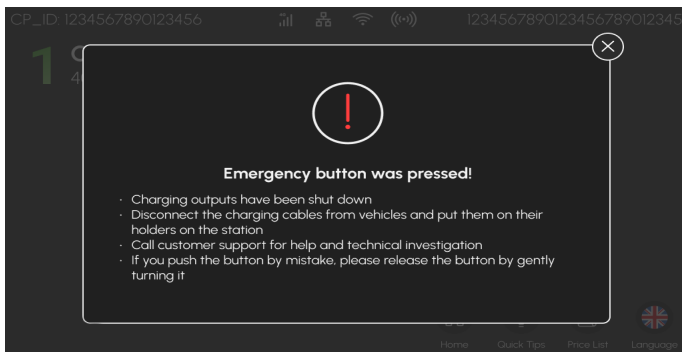 CP_ID: 1234567890123456
1234567890123456789012345
1
Emergency button was pressed!
· Charging outputs have been shut down
· Disconnect the charging cables from vehicles and put them on their
holders on the station
· Call customer support for help and technical investigation
· If you push the button by mistake, please release the button by gently
turning it
Home
Quick Tips
Price List
Language